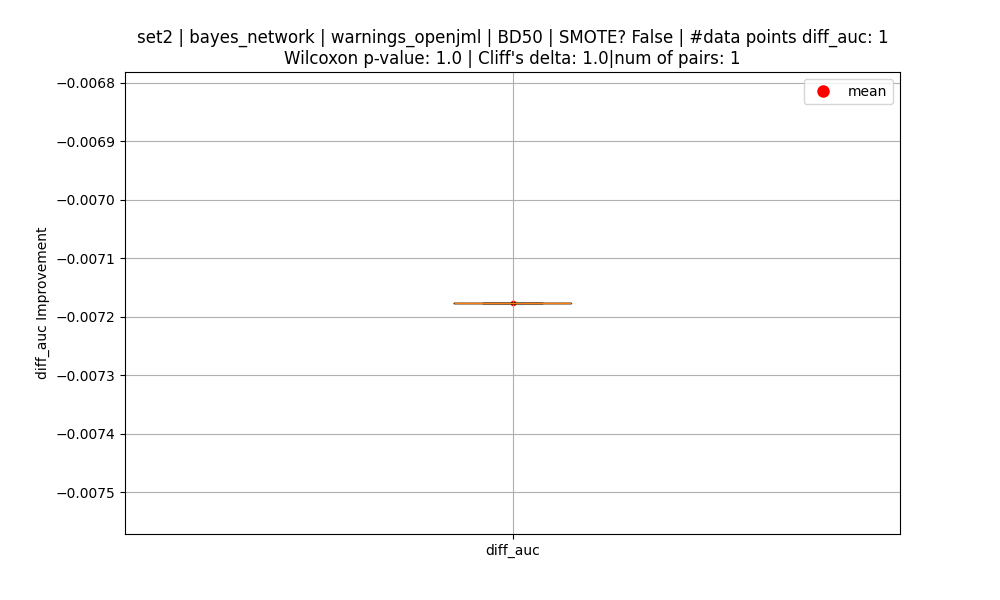 set2 | bayes_network | warnings_openjml | BD50 | SMOTE? False | #data points diff_auc: 1
Wilcoxon p-value: 1.0 | Cliff's delta: 1.0|num of pairs: 1
mean
−0.0068
−0.0069
−0.0070
−0.0071
−0.0072
−0.0073
−0.0074
−0.0075
diff_auc Improvement
diff_auc